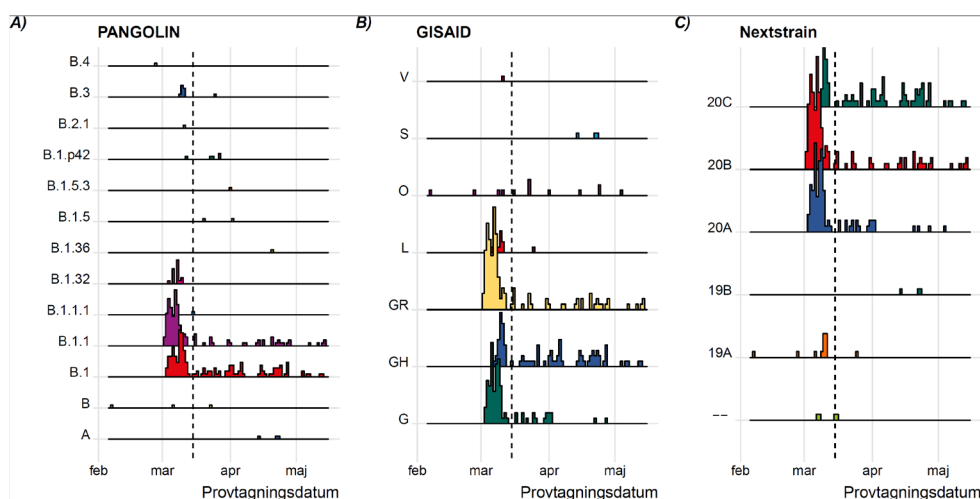 A)
PANGOLIN
B.4
B.3
B.2.1
B.1.p42
B.1.5.3
B.1.5
B.1.36
B.1.32
B.1.1.1
B.1.1
B.1
B
A
feb mar apr maj
Provtagningsdatum
B)
GISAID
V
S
O
L
GR
GH
G
feb mar apr maj
Provtagningsdatum
C)
Nextstrain
20C
20B
20A
19B
19A
––
feb mar apr maj
Provtagningsdatum